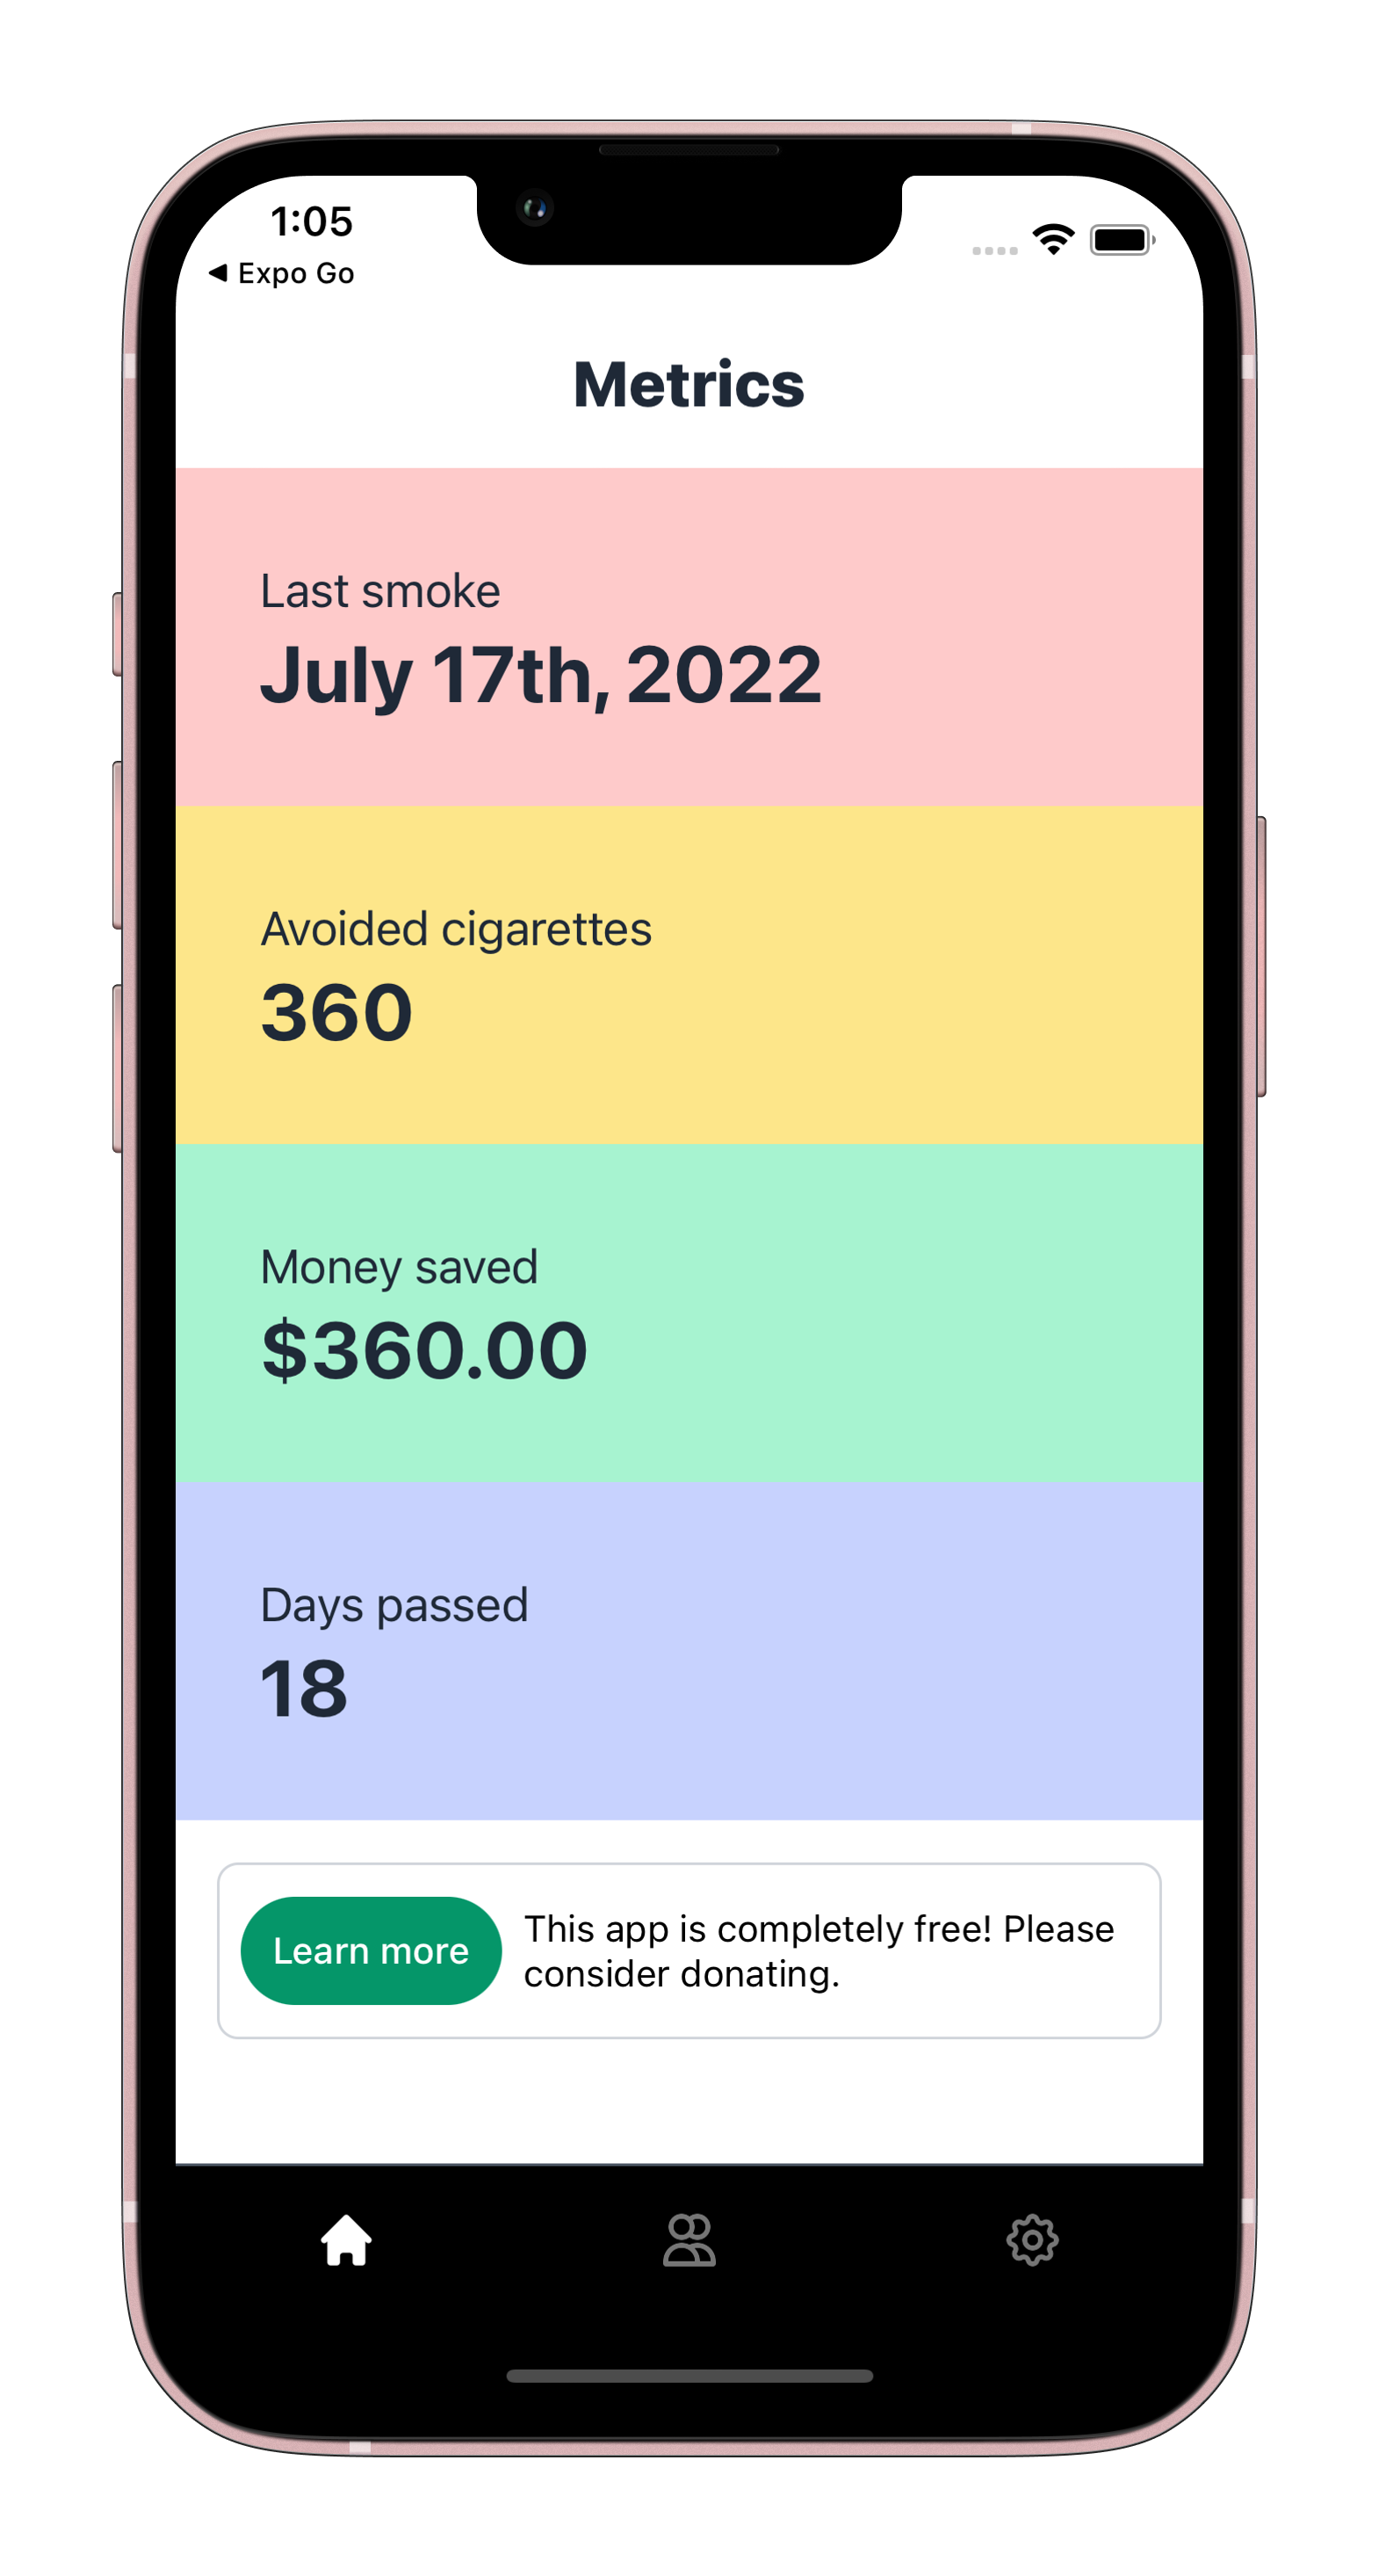 1:05
◀ Expo Go
Metrics
Last smoke
July 17th, 2022
Avoided cigarettes
360
Money saved
$360.00
Days passed
18
Learn more
This app is completely free! Please
consider donating.